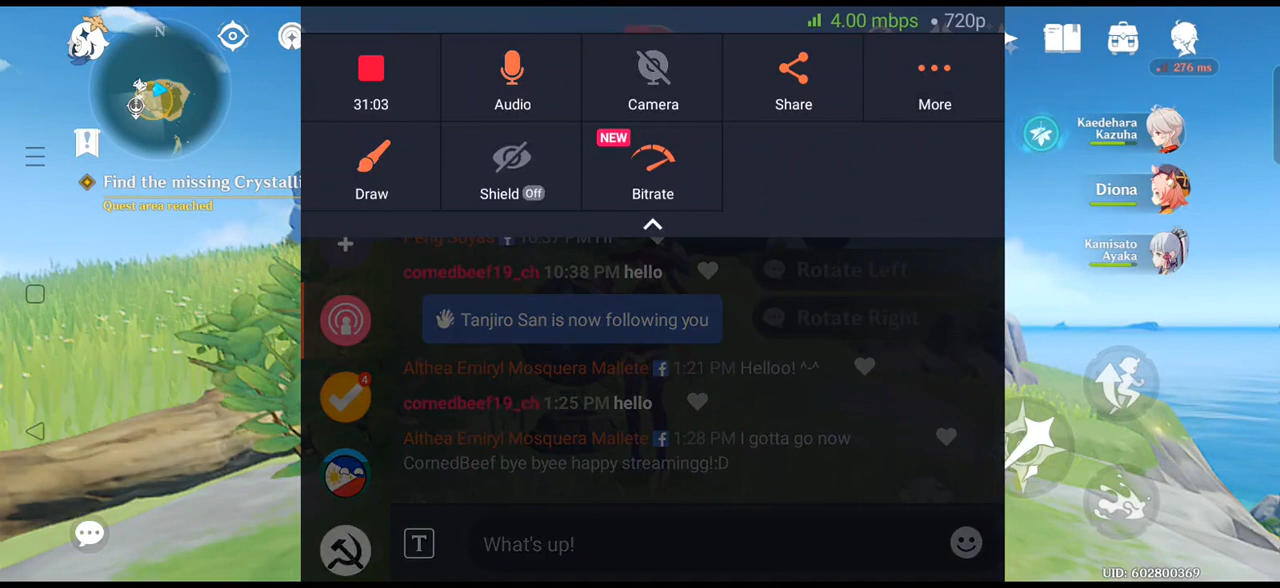 4.00 mbps • 720p
N
31:03
Audio
Camera
Share
More
276 ms
Kaedehara
Kazuha
NEW
Find the missing Crystalli
Quest area reached
Draw
Shield Off
Bitrate
Diona
Kamisato
Ayaka
10:37 PM Hi
cornedbeef19_ch 10:38 PM hello
Rotate Left
Tanjiro San is now following you
Rotate Right
Althea Emiryl Mosquera Mallete 1:21 PM Helloo! ^-^
4
cornedbeef19_ch 1:25 PM hello
Althea Emiryl Mosquera Mallete 1:28 PM I gotta go now
CornedBeef bye byee happy streamingg!:D
T
What's up!
UID: 602800369